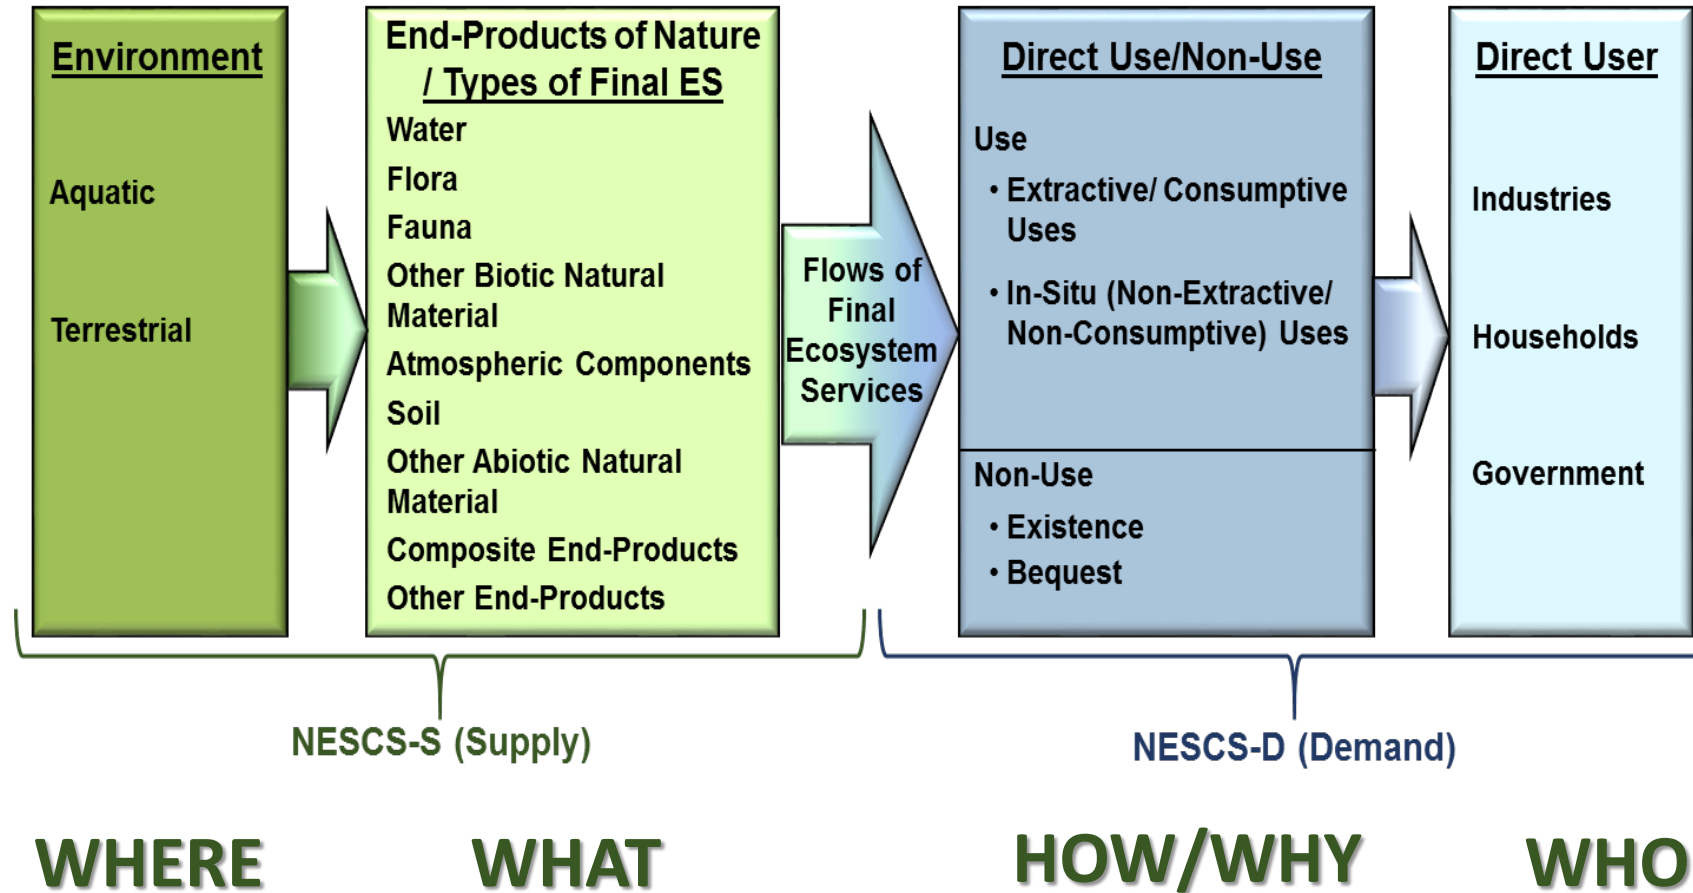 Environment
Aquatic
Terrestrial
End-Products of Nature
/ Types of Final ES
Water
Flora
Fauna
Other Biotic Natural
Material
Atmospheric Components
Soil
Other Abiotic Natural
Material
Composite End-Products
Other End-Products
Flows of
Final
Ecosystem
Services
Direct Use/Non-Use
Use
• Extractive/ Consumptive
Uses
• In-Situ (Non-Extractive/
Non-Consumptive) Uses
Non-Use
• Existence
• Bequest
Direct User
Industries
Households
Government
NESCS-S (Supply)
NESCS-D (Demand)
WHERE
WHAT
HOW/WHY
WHO